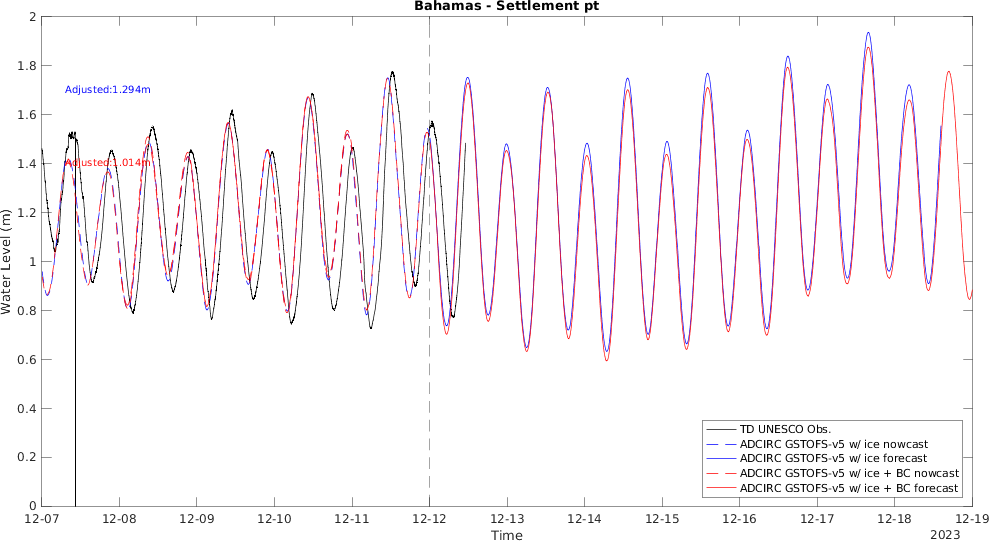 Bahamas - Settlement pt
Water Level (m)
2
1.8
1.6
1.4
1.2
1
0.8
0.6
0.4
0.2
0
Adjusted:1.294m
Adjusted:1.014m
TD UNESCO Obs.
ADCIRC GSTOFS-v5 w/ ice nowcast
ADCIRC GSTOFS-v5 w/ ice forecast
ADCIRC GSTOFS-v5 w/ ice + BC nowcast
ADCIRC GSTOFS-v5 w/ ice + BC forecast
12-07 12-08 12-09 12-10 12-11 12-12 12-13 12-14 12-15 12-16 12-17 12-18 12-19
Time
2023